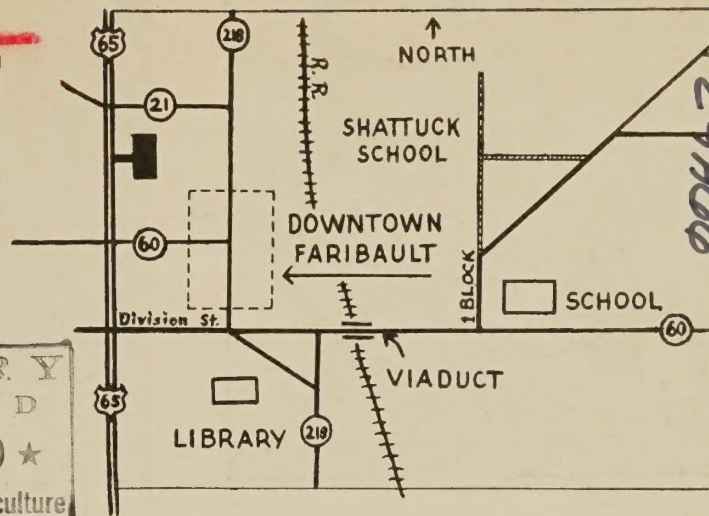 65
218
R.R.
↑
NORTH
21
SHATTUCK
SCHOOL
DOWNTOWN
FARIBAULT
60
1 BLOCK
SCHOOL
Division St.
60
VIADUCT
65
LIBRARY
218
R Y
D
★
culture